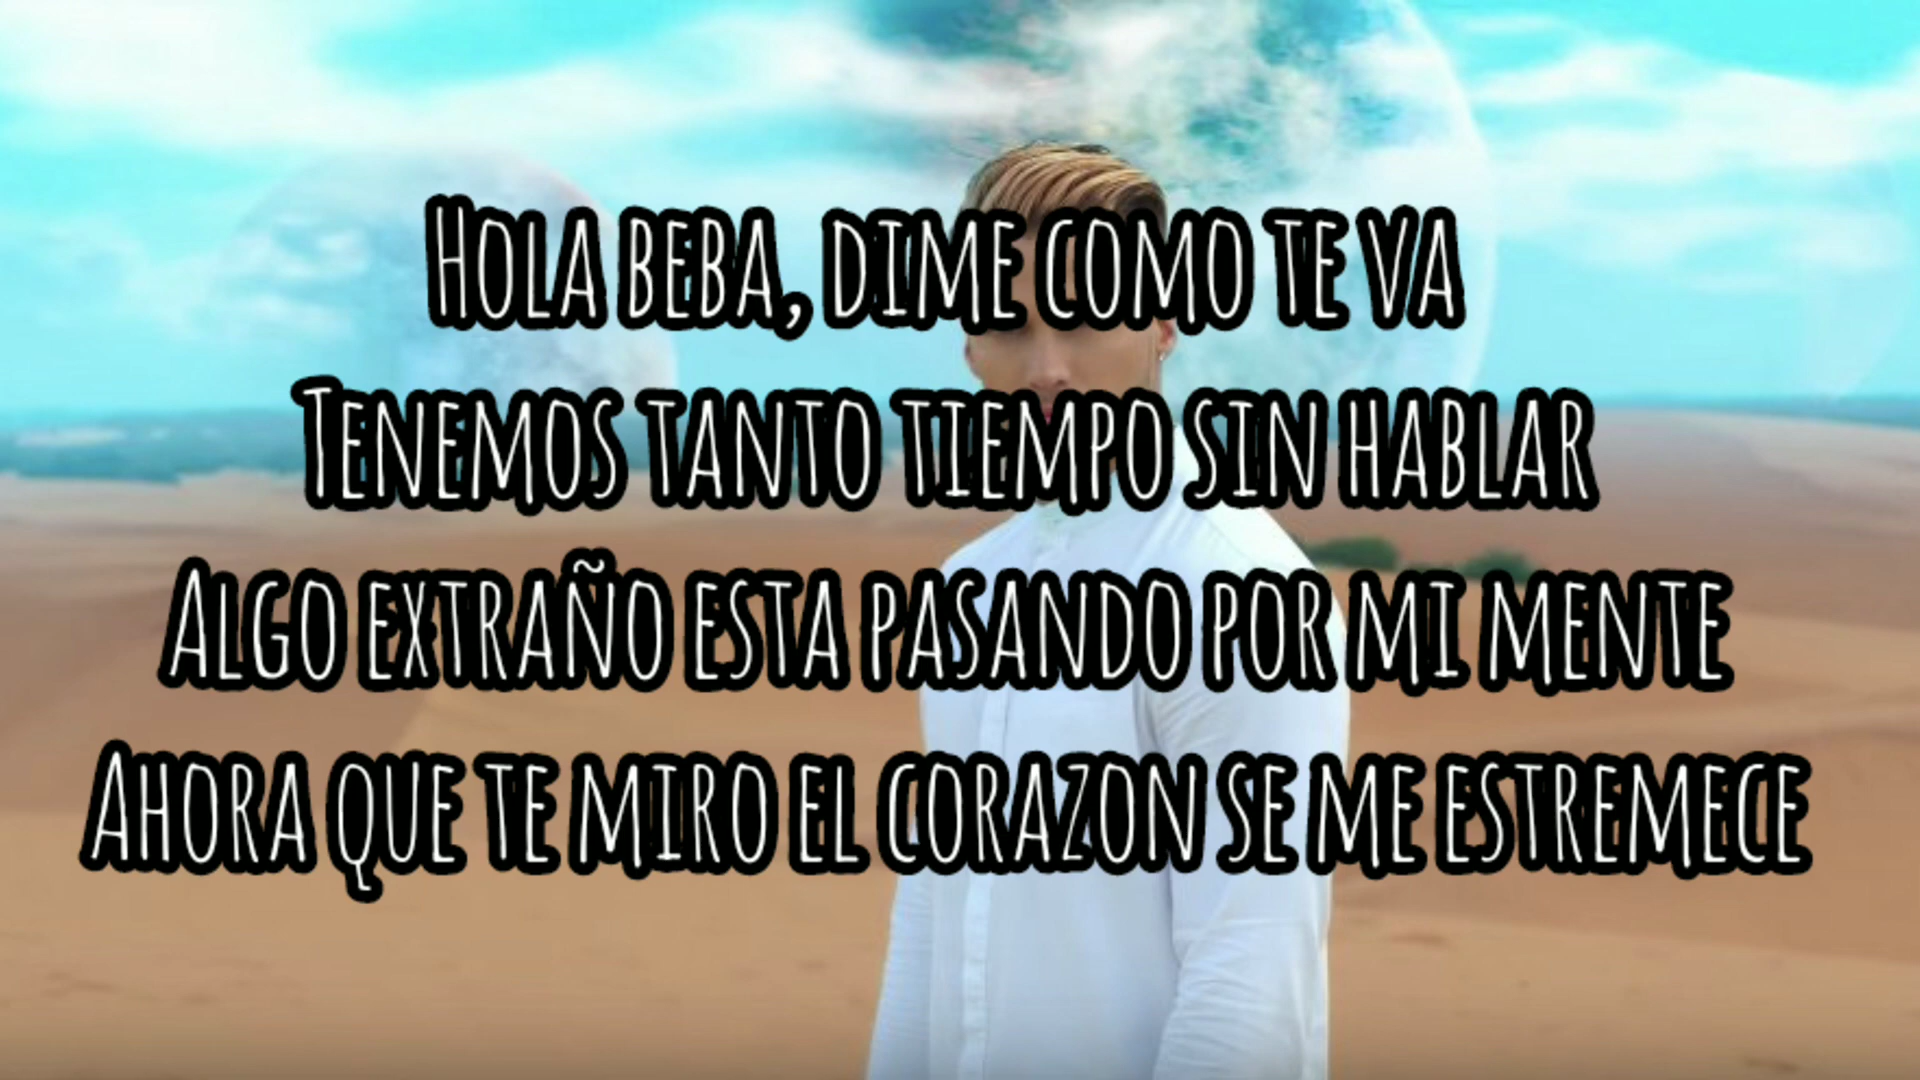 Hola beba, dime como te va
Tenemos tanto tiempo sin hablar
Algo extraño esta pasando por mi mente
Ahora que te miro el corazon se me estremece